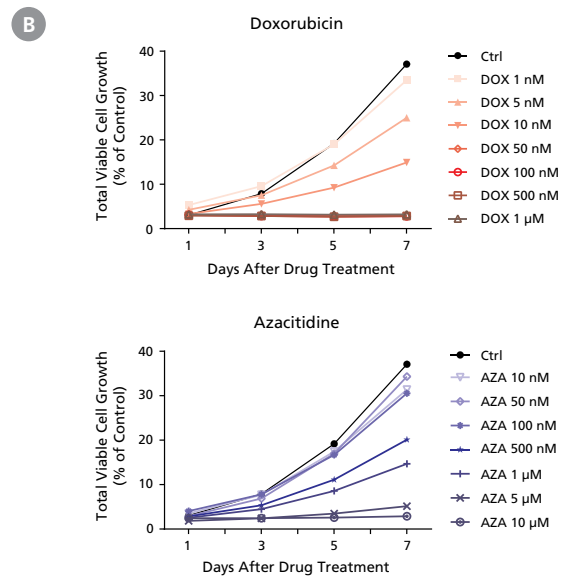 B
Doxorubicin
Total Viable Cell Growth
(% of Control)
40
30
20
10
0
1 3 5 7
Days After Drug Treatment
Ctrl
DOX 1 nM
DOX 5 nM
DOX 10 nM
DOX 50 nM
DOX 100 nM
DOX 500 nM
DOX 1 µM
Azacitidine
Total Viable Cell Growth
(% of Control)
40
30
20
10
0
1 3 5 7
Days After Drug Treatment
Ctrl
AZA 10 nM
AZA 50 nM
AZA 100 nM
AZA 500 nM
AZA 1 µM
AZA 5 µM
AZA 10 µM